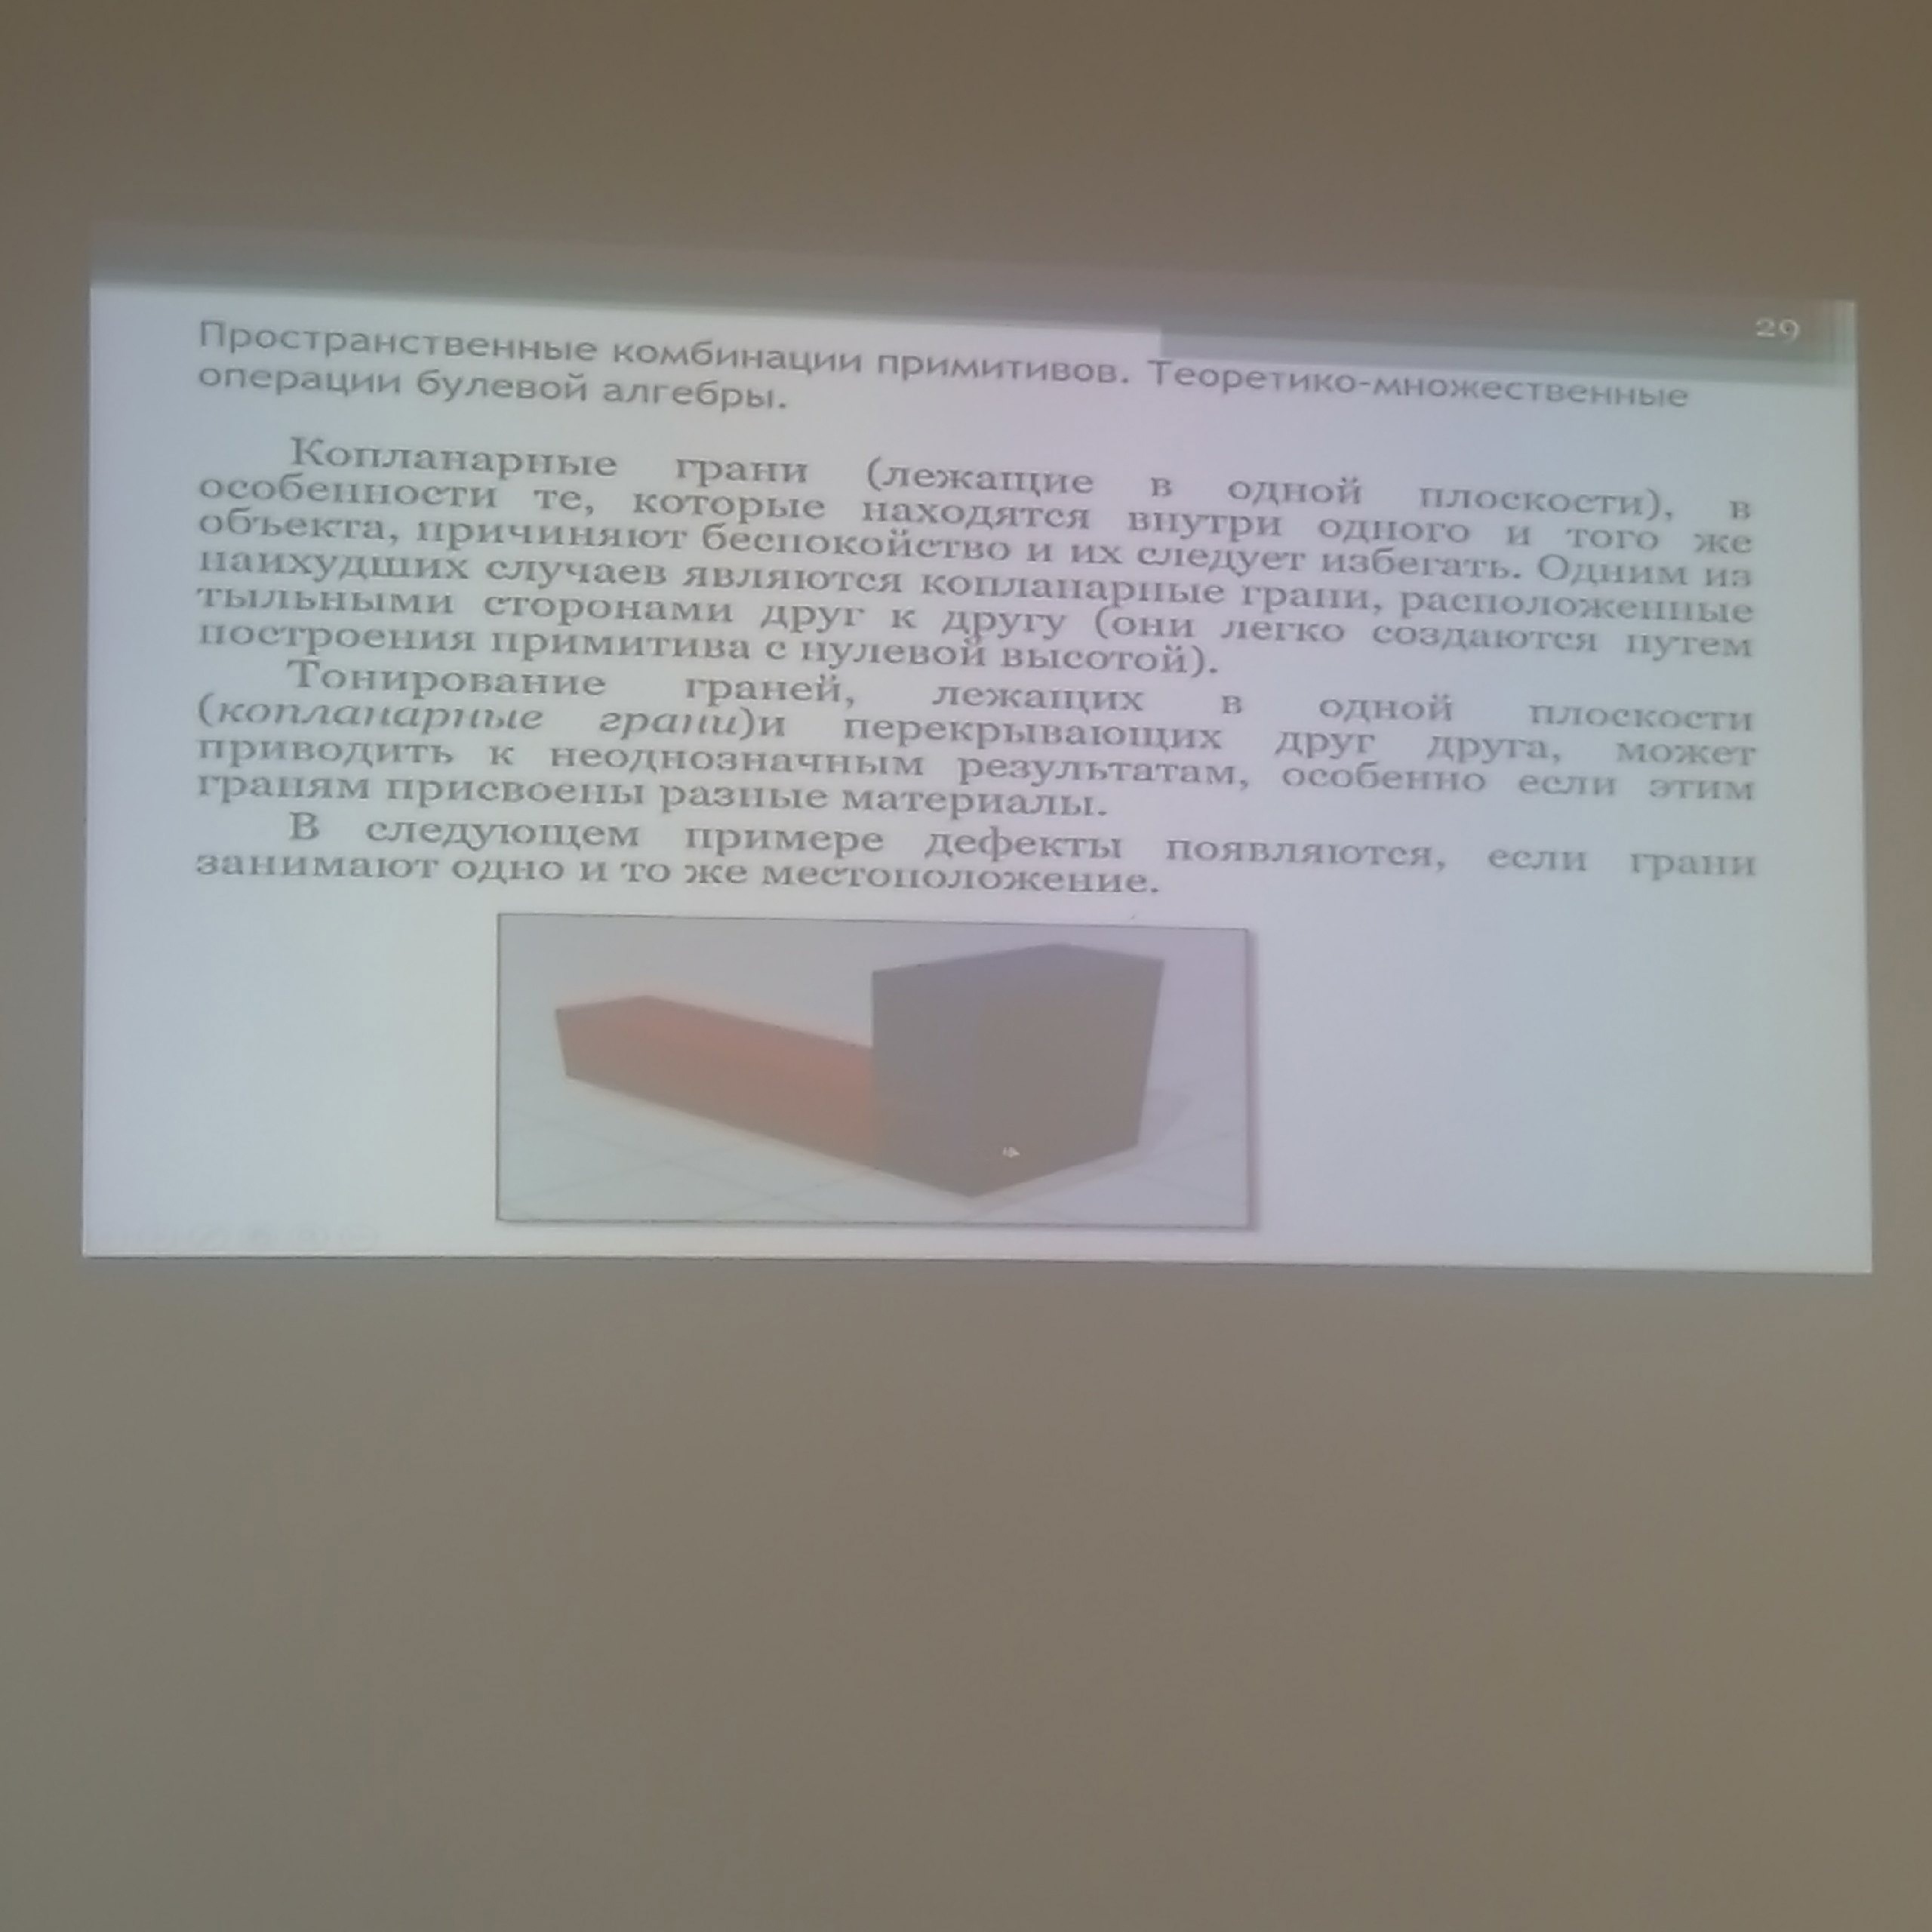 29
Пространственные комбинации примитивов. Теоретико-множественные
операции булевой алгебры.
Копланарные грани (лежащие в одной плоскости), в
особенности те, которые находятся внутри одного и того же
объекта, причиняют беспокойство и их следует избегать. Одним из
наихудших случаев являются копланарные грани, расположенные
тыльными сторонами друг к другу (они легко создаются путем
построения примитива с нулевой высотой).
Тонирование граней, лежащих в одной плоскости
(копланарные грани)и перекрывающих друг друга, может
приводить к неоднозначным результатам, особенно если этим
граням присвоены разные материалы.
В следующем примере дефекты появляются, если грани
занимают одно и то же местоположение.